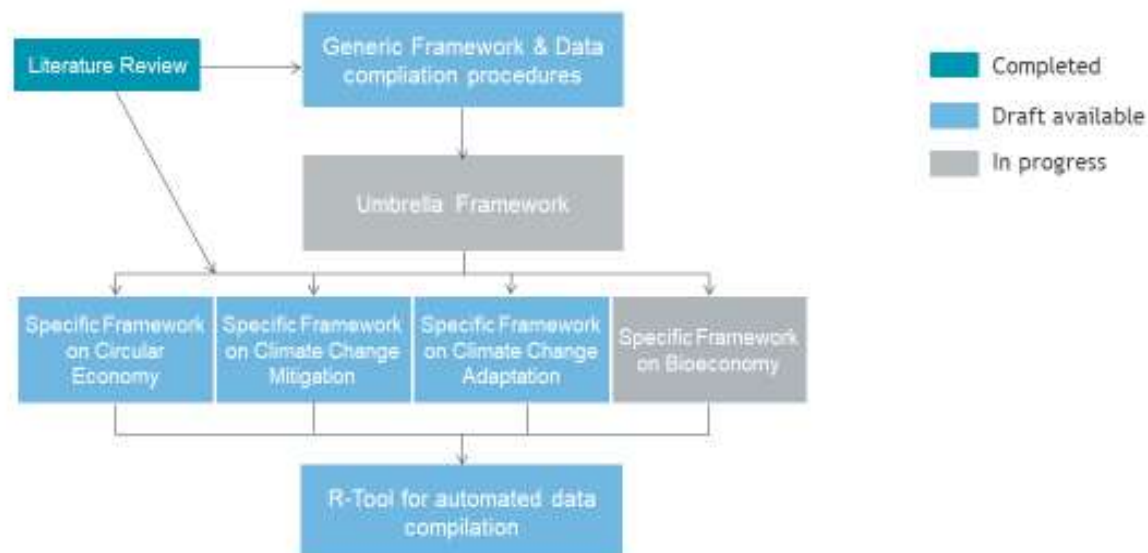 Literature Review
Generic Framework & Data
compliation procedures
Completed
Draft available
In progress
Umbrella Framework
Specific Framework
on Circular
Economy
Specific Framework
on Climate Change
Mitigation
Specific Framework
on Climate Change
Adaptation
Specific Framework
on Bioeconomy
R-Tool for automated data
compilation